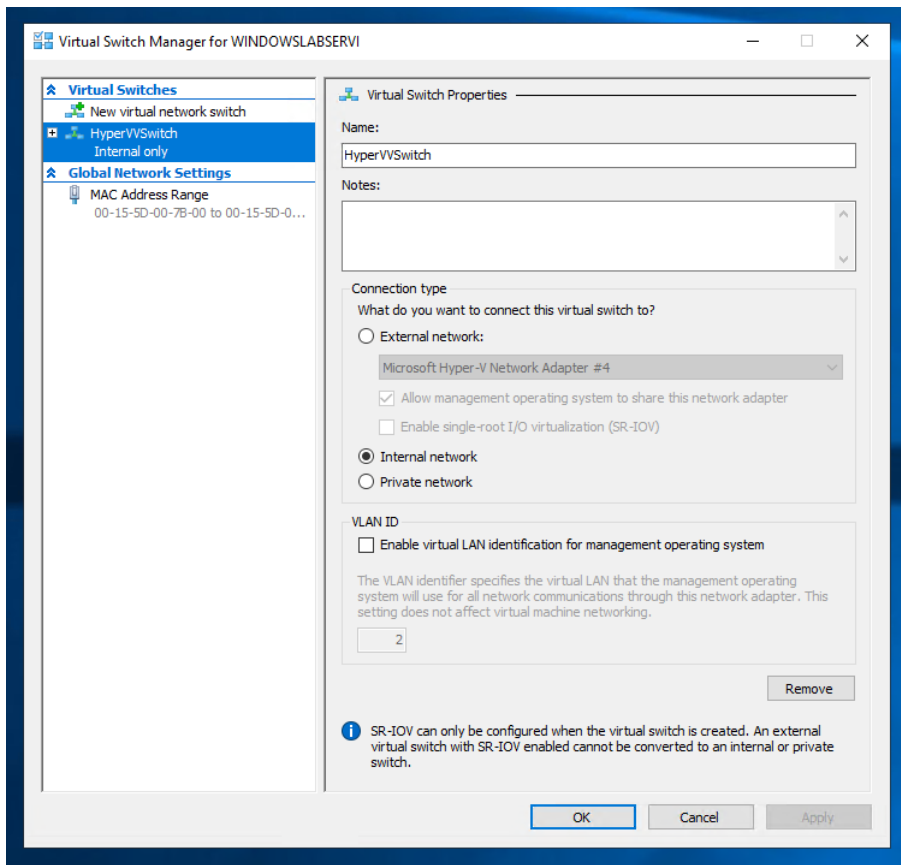 Virtual Switch Manager for WINDOWSLABSERVI
Virtual Switches
New virtual network switch
HyperVVSwitch
Internal only
Global Network Settings
MAC Address Range
00-15-5D-00-7B-00 to 00-15-5D-0...
Virtual Switch Properties
Name:
HyperVVSwitch
Notes:
Connection type
What do you want to connect this virtual switch to?
External network:
Microsoft Hyper-V Network Adapter #4
Allow management operating system to share this network adapter
Enable single-root I/O virtualization (SR-IOV)
Internal network
Private network
VLAN ID
Enable virtual LAN identification for management operating system
The VLAN identifier specifies the virtual LAN that the management operating
system will use for all network communications through this network adapter. This
setting does not affect virtual machine networking.
2
Remove
SR-IOV can only be configured when the virtual switch is created. An external
virtual switch with SR-IOV enabled cannot be converted to an internal or private
switch.
OK
Cancel
Apply